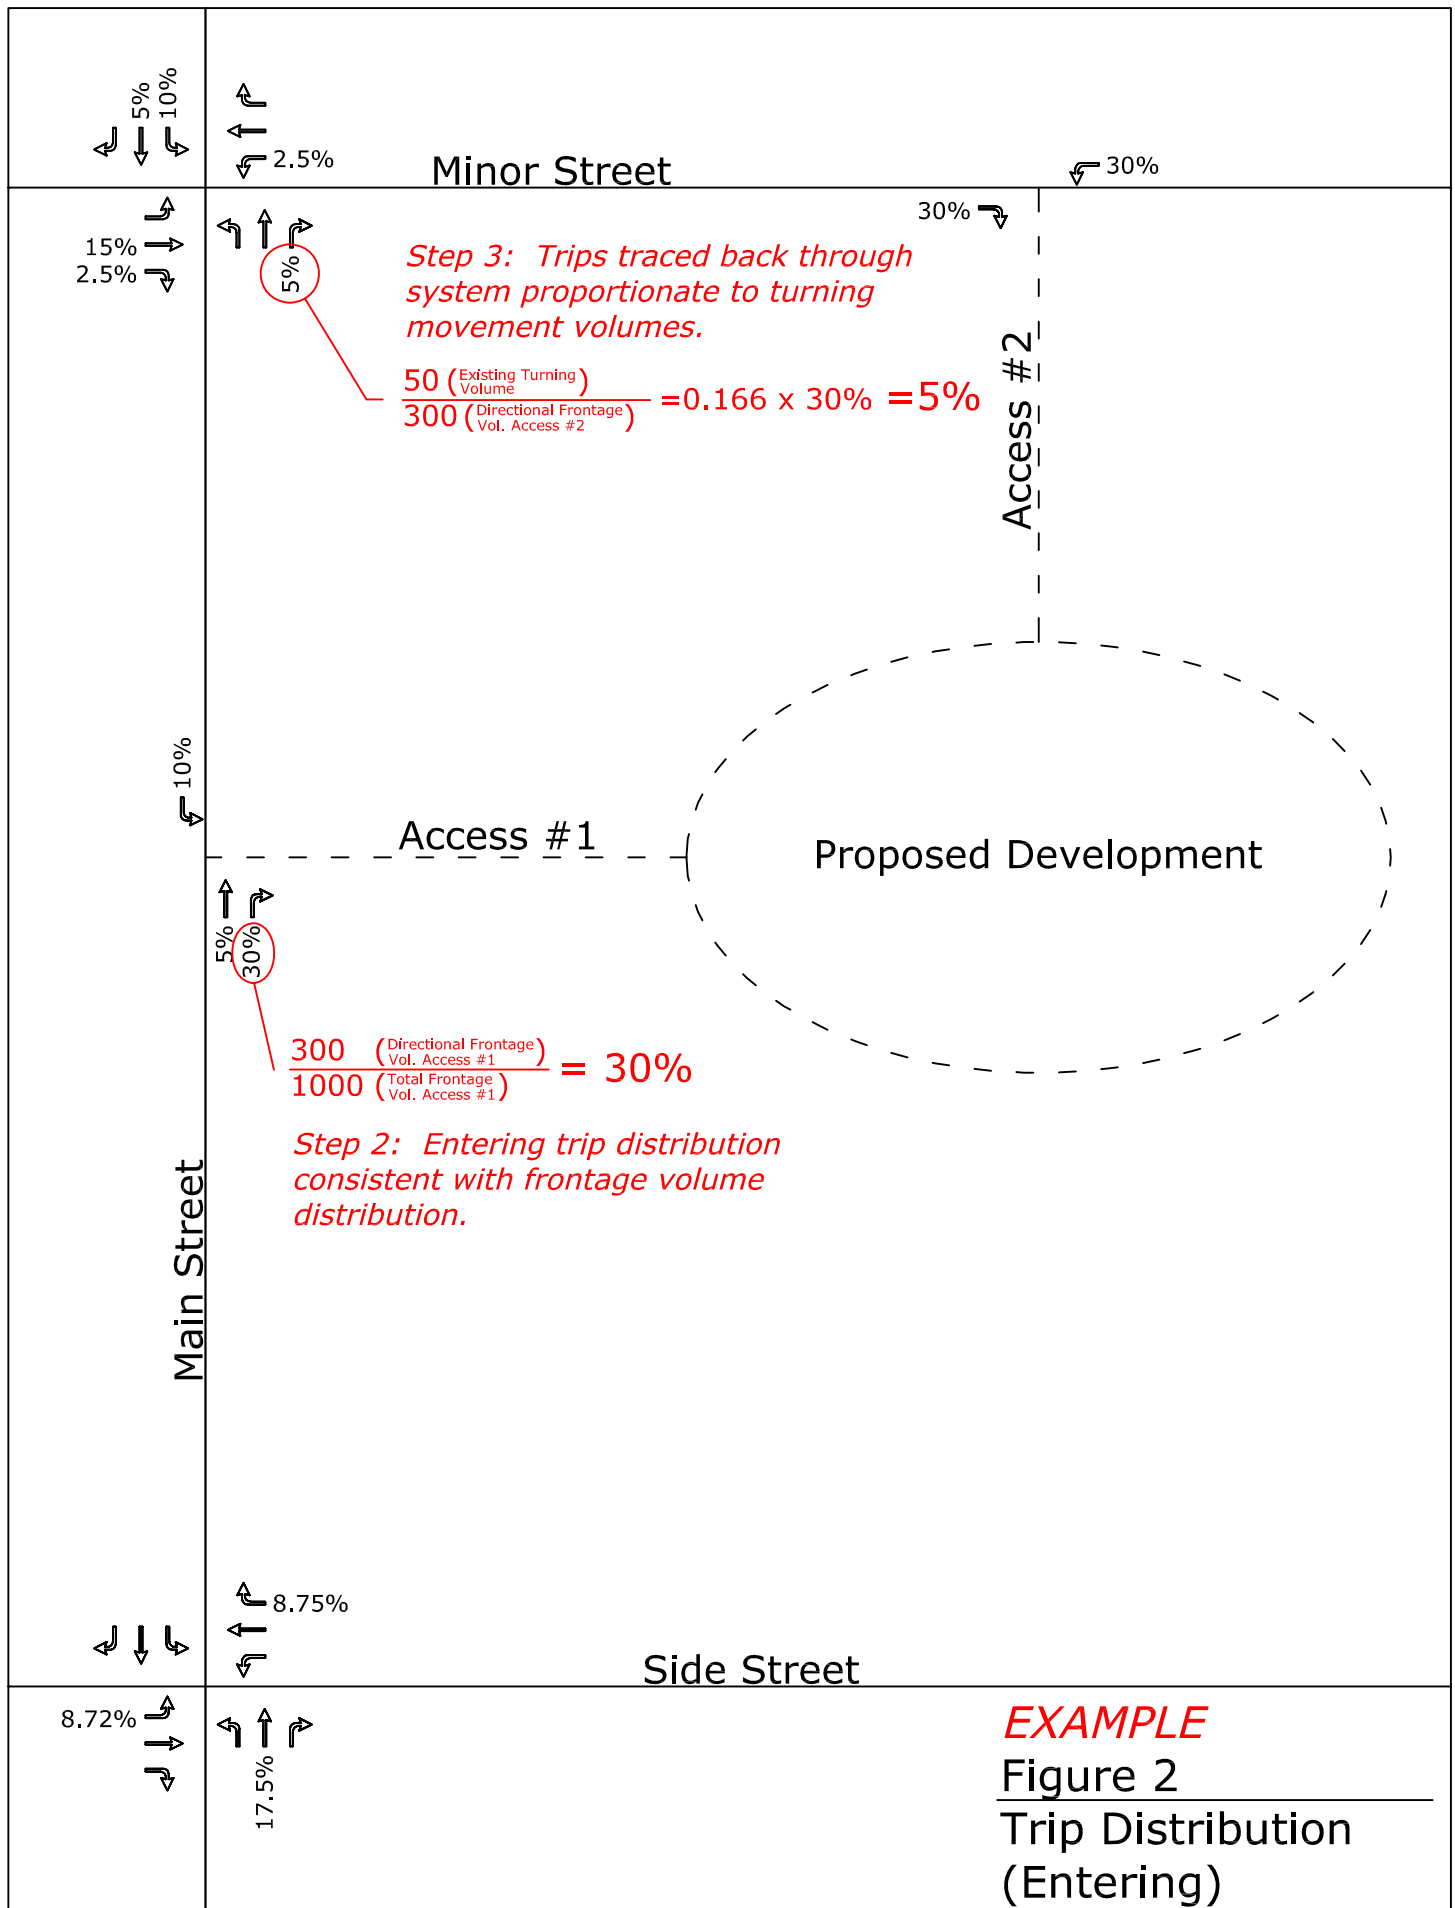 5%
10%
2.5%
Minor Street
30%
15%
2.5%
5%
30%
Step 3: Trips traced back through
system proportionate to turning
movement volumes.
50 (Existing Turning
Volume)
300 (Directional Frontage
Vol. Access #2)
=0.166 x 30% =5%
Access #2
10%
Access #1
Proposed Development
5%
30%
300 (Directional Frontage
Vol. Access #1)
1000 (Total Frontage
Vol. Access #1)
= 30%
Step 2: Entering trip distribution
consistent with frontage volume
distribution.
Main Street
8.75%
Side Street
8.72%
17.5%
EXAMPLE
Figure 2
Trip Distribution
(Entering)